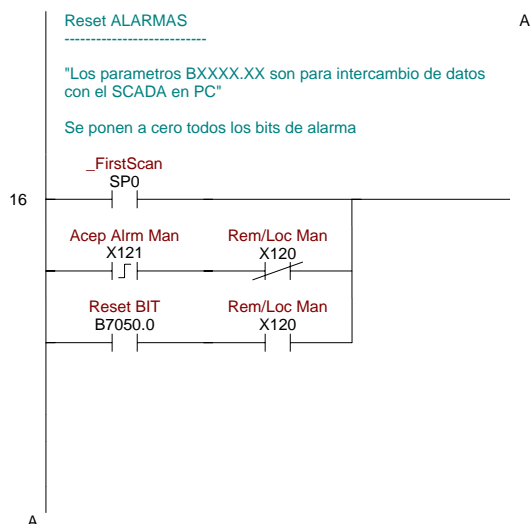 Reset ALARMAS
A
---------------------------
"Los parametros BXXXX.XX son para intercambio de datos
con el SCADA en PC"
Se ponen a cero todos los bits de alarma
_FirstScan
SP0
16
Acep Alrm Man
Rem/Loc Man
X121
X120
Reset BIT
Rem/Loc Man
B7050.0
X120
A